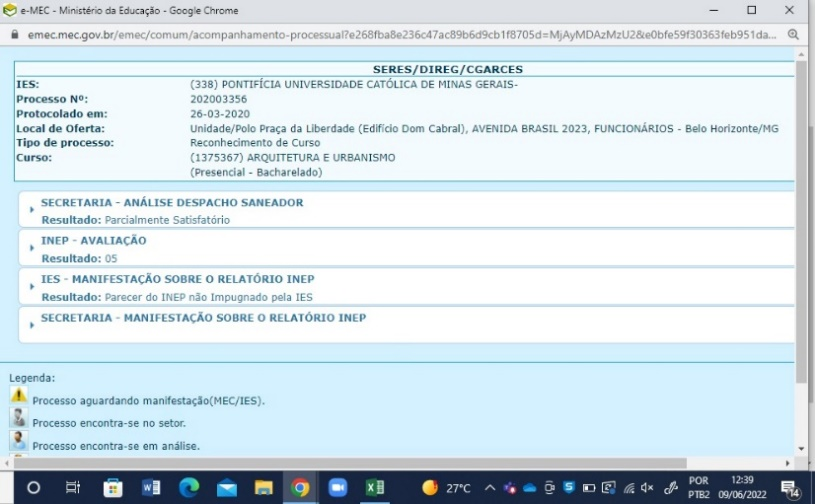 e-MEC - Ministério da Educação - Google Chrome
emec.mec.gov.br/emec/comum/acompanhamento-processual?e268fba8e236c47ac89b6d9cb1f8705d=MjAyMDAzMzU2&e0bfe59f30363feb951da...
SERES/DIREG/CGARCES
IES: (338) PONTIFÍCIA UNIVERSIDADE CATÓLICA DE MINAS GERAIS-
Processo Nº: 202003356
Protocolado em: 26-03-2020
Local de Oferta: Unidade/Polo Praça da Liberdade (Edifício Dom Cabral), AVENIDA BRASIL 2023, FUNCIONÁRIOS - Belo Horizonte/MG
Tipo de processo: Reconhecimento de Curso
Curso: (1375367) ARQUITETURA E URBANISMO
(Presencial - Bacharelado)
SECRETARIA - ANÁLISE DESPACHO SANEADOR
Resultado: Parcialmente Satisfatório
INEP - AVALIAÇÃO
Resultado: 05
IES - MANIFESTAÇÃO SOBRE O RELATÓRIO INEP
Resultado: Parecer do INEP não Impugnado pela IES
SECRETARIA - MANIFESTAÇÃO SOBRE O RELATÓRIO INEP
Legenda:
Processo aguardando manifestação(MEC/IES).
Processo encontra-se no setor.
Processo encontra-se em análise.
27°C POR 12:39
PTB2 09/06/2022 14